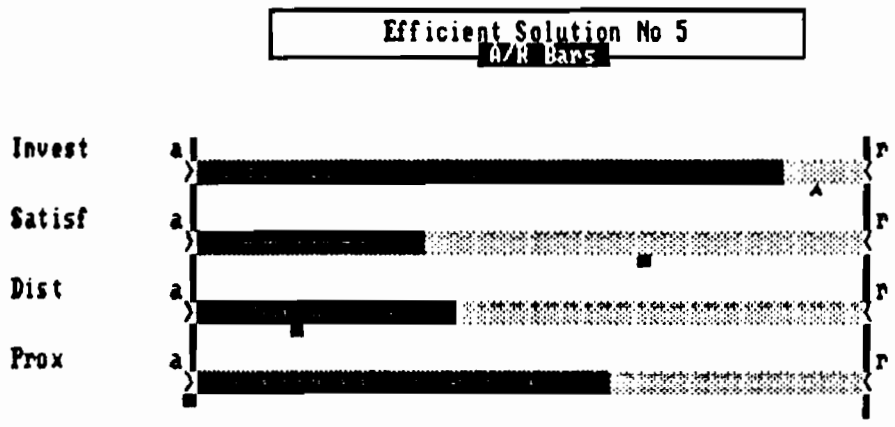 Efficient Solution No 5
A/R Bars
Invest a r
Satisf a r
Dist a r
Prox a r